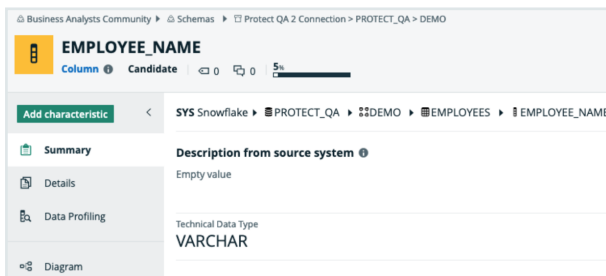 Business Analysts Community Schemas Protect QA 2 Connection > PROTECT_QA > DEMO
EMPLOYEE_NAME
Column Candidate 0 0 5%
Add characteristic
SYS Snowflake PROTECT_QA DEMO EMPLOYEES EMPLOYEE_NAME
Summary
Description from source system
Empty value
Details
Data Profiling
Technical Data Type
VARCHAR
Diagram